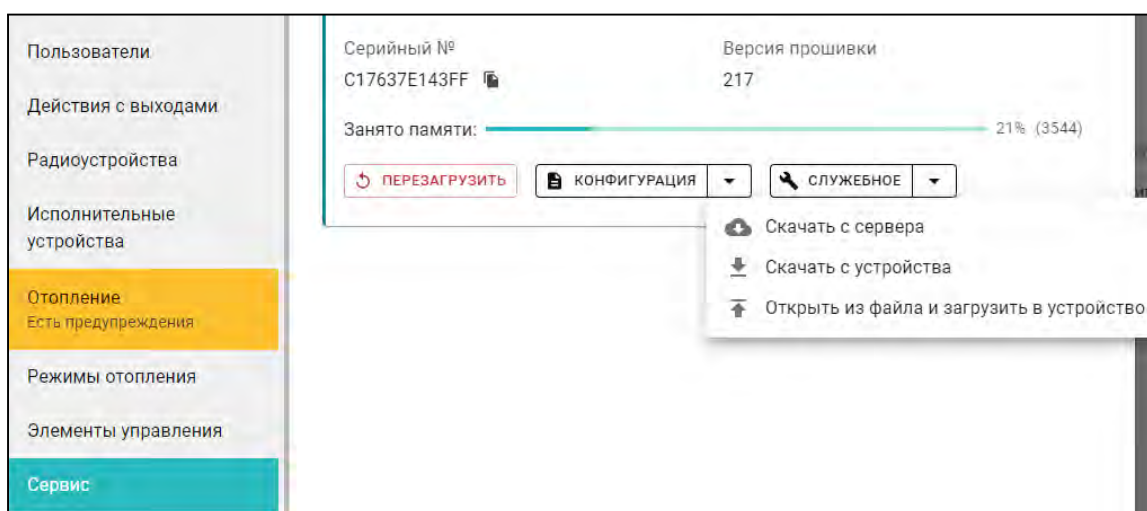 Пользователи
Действия с выходами
Радиоустройства
Исполнительные
устройства
Отопление
Есть предупреждения
Режимы отопления
Элементы управления
Сервис
Серийный № Версия прошивки
C17637E143FF 217
Занято памяти: 21% (3544)
ПЕРЕЗАГРУЗИТЬ КОНФИГУРАЦИЯ СЛУЖЕБНОЕ
Скачать с сервера
Скачать с устройства
Открыть из файла и загрузить в устройство